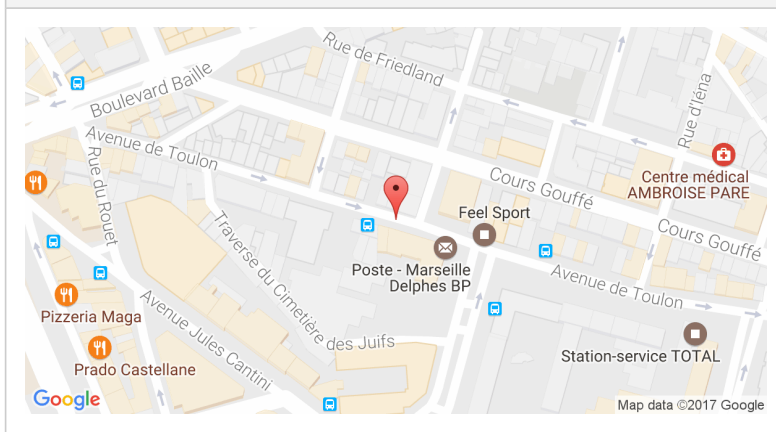 Rue de Friedland
Boulevard Baille
Rue d'Iéna
Avenue de Toulon
Rue du Rouet
Centre médical
AMBROISE PARE
Cours Gouffé
Feel Sport
Cours Gouffé
Traverse du Cimetière des Juifs
Poste - Marseille
Delphes BP
Avenue de Toulon
Avenue Jules Cantini
Pizzeria Maga
Station-service TOTAL
Prado Castellane
Google
Map data ©2017 Google